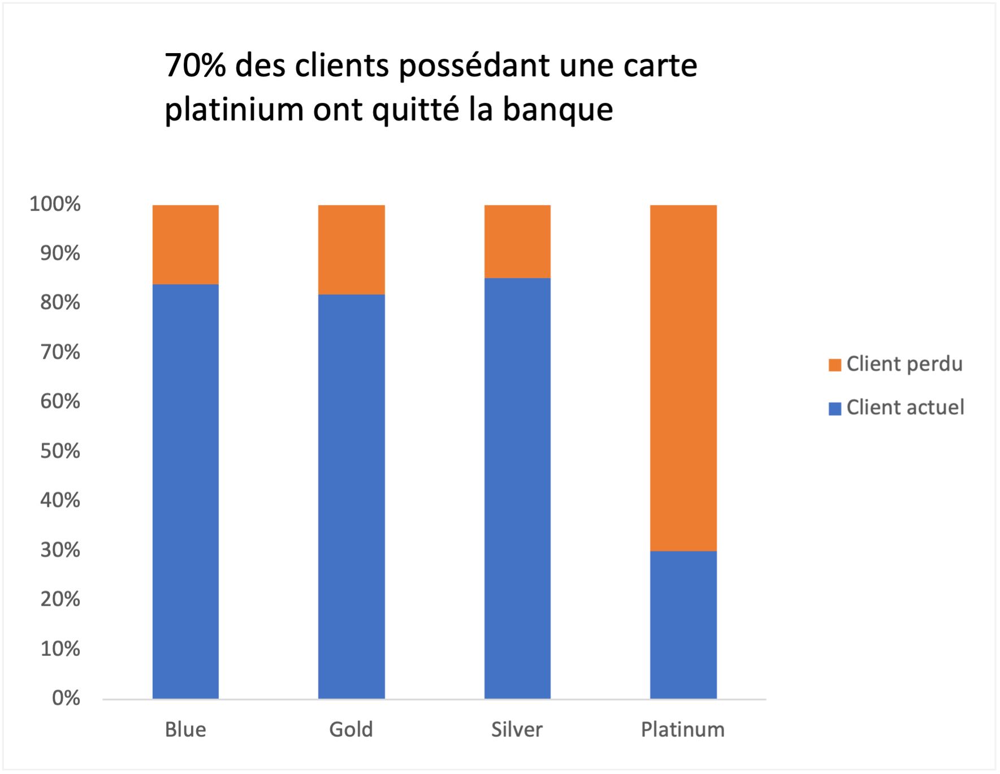 70% des clients possédant une carte
platinium ont quitté la banque
100%
90%
80%
70%
60%
50%
40%
30%
20%
10%
0%
Blue
Gold
Silver
Platinum
Client perdu
Client actuel